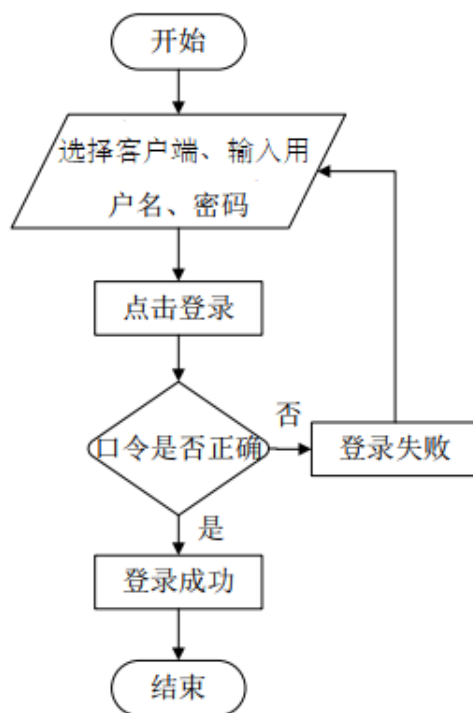 开始
选择客户端、输入用
户名、密码
点击登录
口令是否正确
否
登录失败
是
登录成功
结束